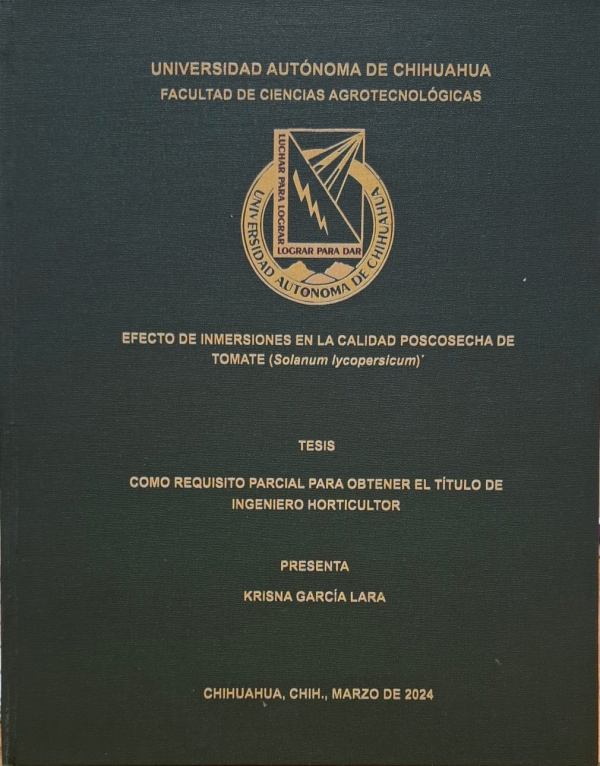 UNIVERSIDAD AUTÓNOMA DE CHIHUAHUA
FACULTAD DE CIENCIAS AGROTECNOLÓGICAS
LUCHAR PARA LOGRAR
LOGRAR PARA DAR
UNIVERSIDAD AUTONOMA DE CHIHUAHUA
EFECTO DE INMERSIONES EN LA CALIDAD POSCOSECHA DE
TOMATE (Solanum lycopersicum)
TESIS
COMO REQUISITO PARCIAL PARA OBTENER EL TÍTULO DE
INGENIERO HORTICULTOR
PRESENTA
KRISNA GARCÍA LARA
CHIHUAHUA, CHIH., MARZO DE 2024